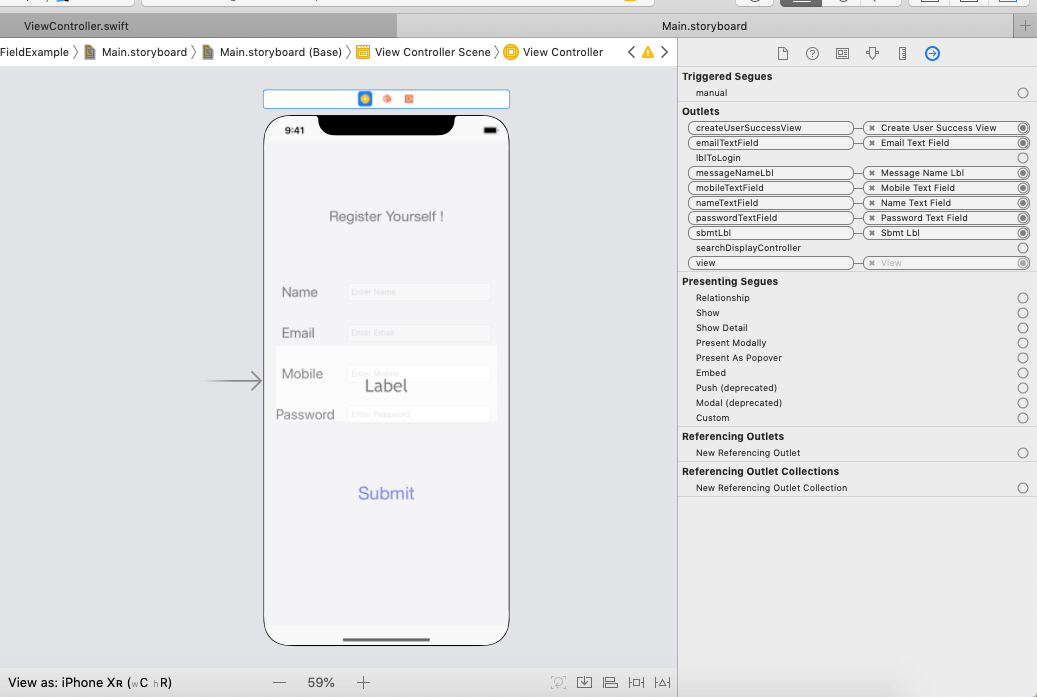 ViewController.swift
Main.storyboard
FieldExample
Main.storyboard
Main.storyboard (Base)
View Controller Scene
View Controller
9:41
Register Yourself !
Name
Enter Name
Email
Enter Email
Mobile
Enter Mobile
Label
Password
Enter Password
Submit
View as: iPhone XR (wC hR)
59%
Triggered Segues
manual
Outlets
createUserSuccessView Create User Success View
emailTextField Email Text Field
lblToLogin
messageNameLbl Message Name Lbl
mobileTextField Mobile Text Field
nameTextField Name Text Field
passwordTextField Password Text Field
sbmtLbl Sbmt Lbl
searchDisplayController
view View
Presenting Segues
Relationship
Show
Show Detail
Present Modally
Present As Popover
Embed
Push (deprecated)
Modal (deprecated)
Custom
Referencing Outlets
New Referencing Outlet
Referencing Outlet Collections
New Referencing Outlet Collection